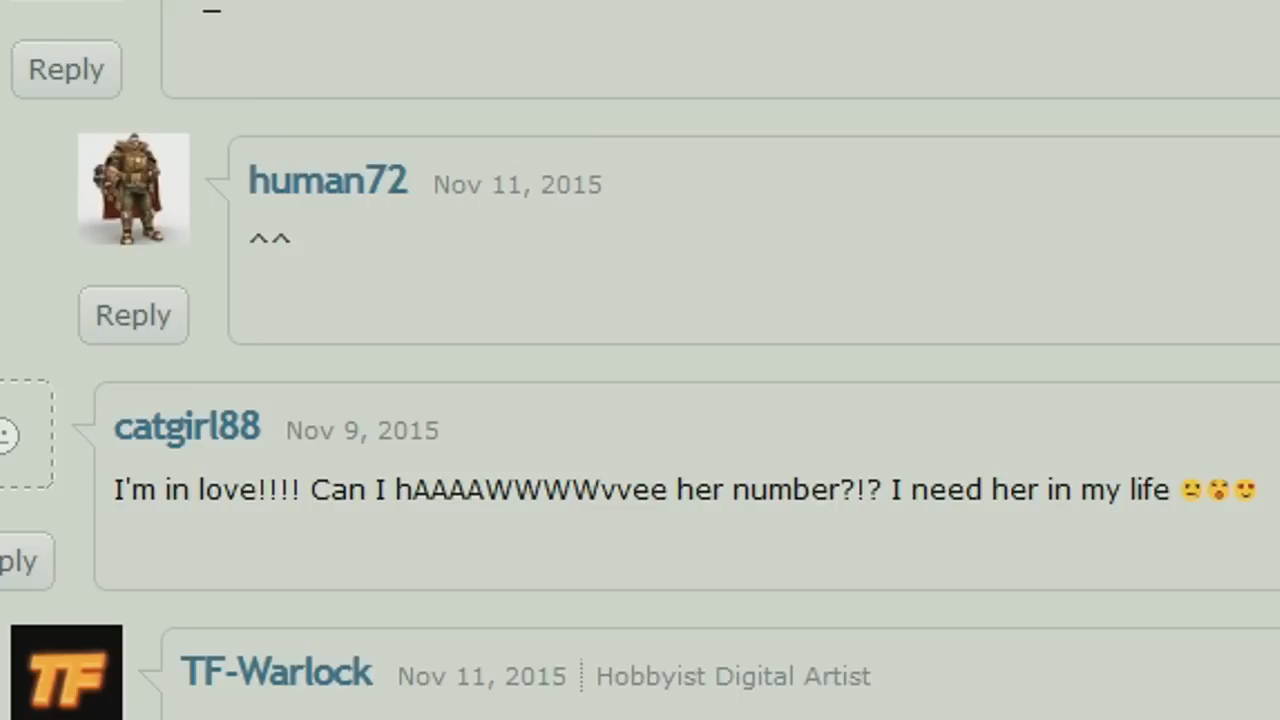 _
Reply
human72 Nov 11, 2015
^^
Reply
catgirl88 Nov 9, 2015
I'm in love!!!! Can I hAAAAWWWWvvee her number?!? I need her in my life
ply
TF
TF-Warlock Nov 11, 2015 Hobbyist Digital Artist